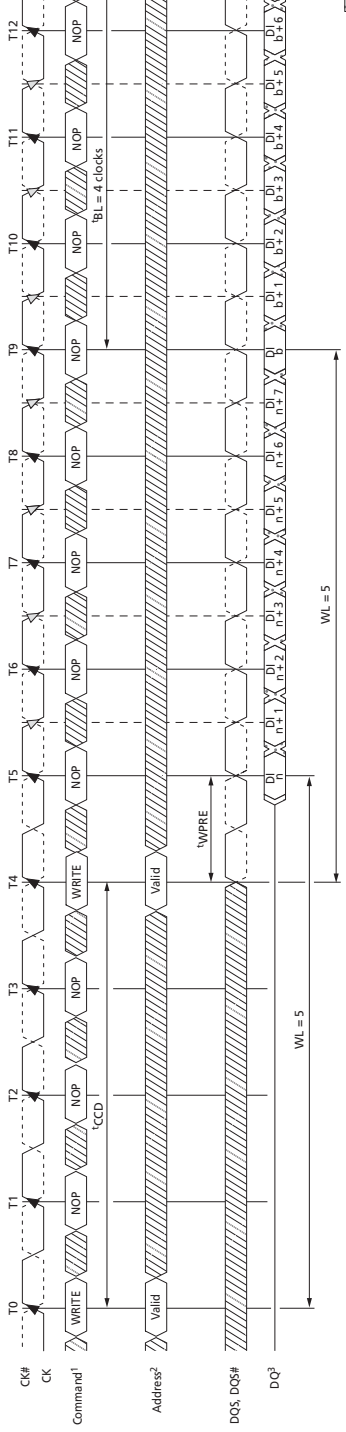 T0 T1 T2 T3 T4 T5 T6 T7 T8 T9 T10 T11 T12
CK#
CK
Command¹ WRITE NOP NOP NOP WRITE NOP NOP NOP NOP NOP NOP NOP NOP
tCCD
tBL = 4 clocks
Address² Valid Valid
tWPRE
DQS, DQS#
DQ³ DI n DI n + 1 DI n + 2 DI n + 3 DI n + 4 DI n + 5 DI n + 6 DI n + 7 DI b DI b + 1 DI b + 2 DI b + 3 DI b + 4 DI b + 5 DI b + 6
WL = 5
WL = 5